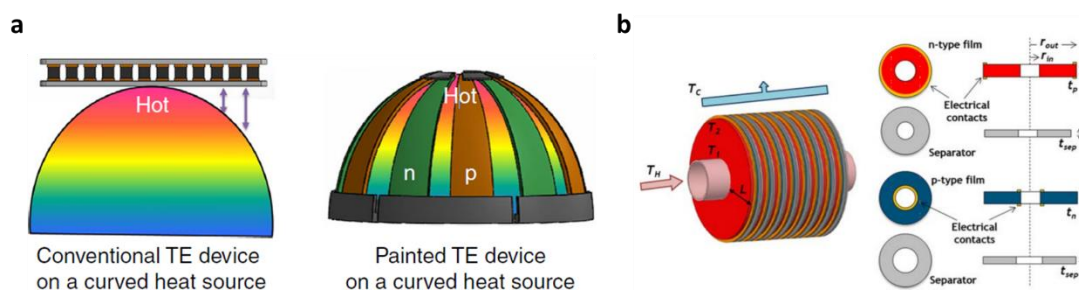 a
Hot
Conventional TE device
on a curved heat source
Hot
n
p
Painted TE device
on a curved heat source
b
T_C
T_2
T_1
T_H
L
n-type film
r_out
r_in
Electrical
contacts
t_p
Separator
t_sep
p-type film
t_n
Electrical
contacts
Separator
t_sep